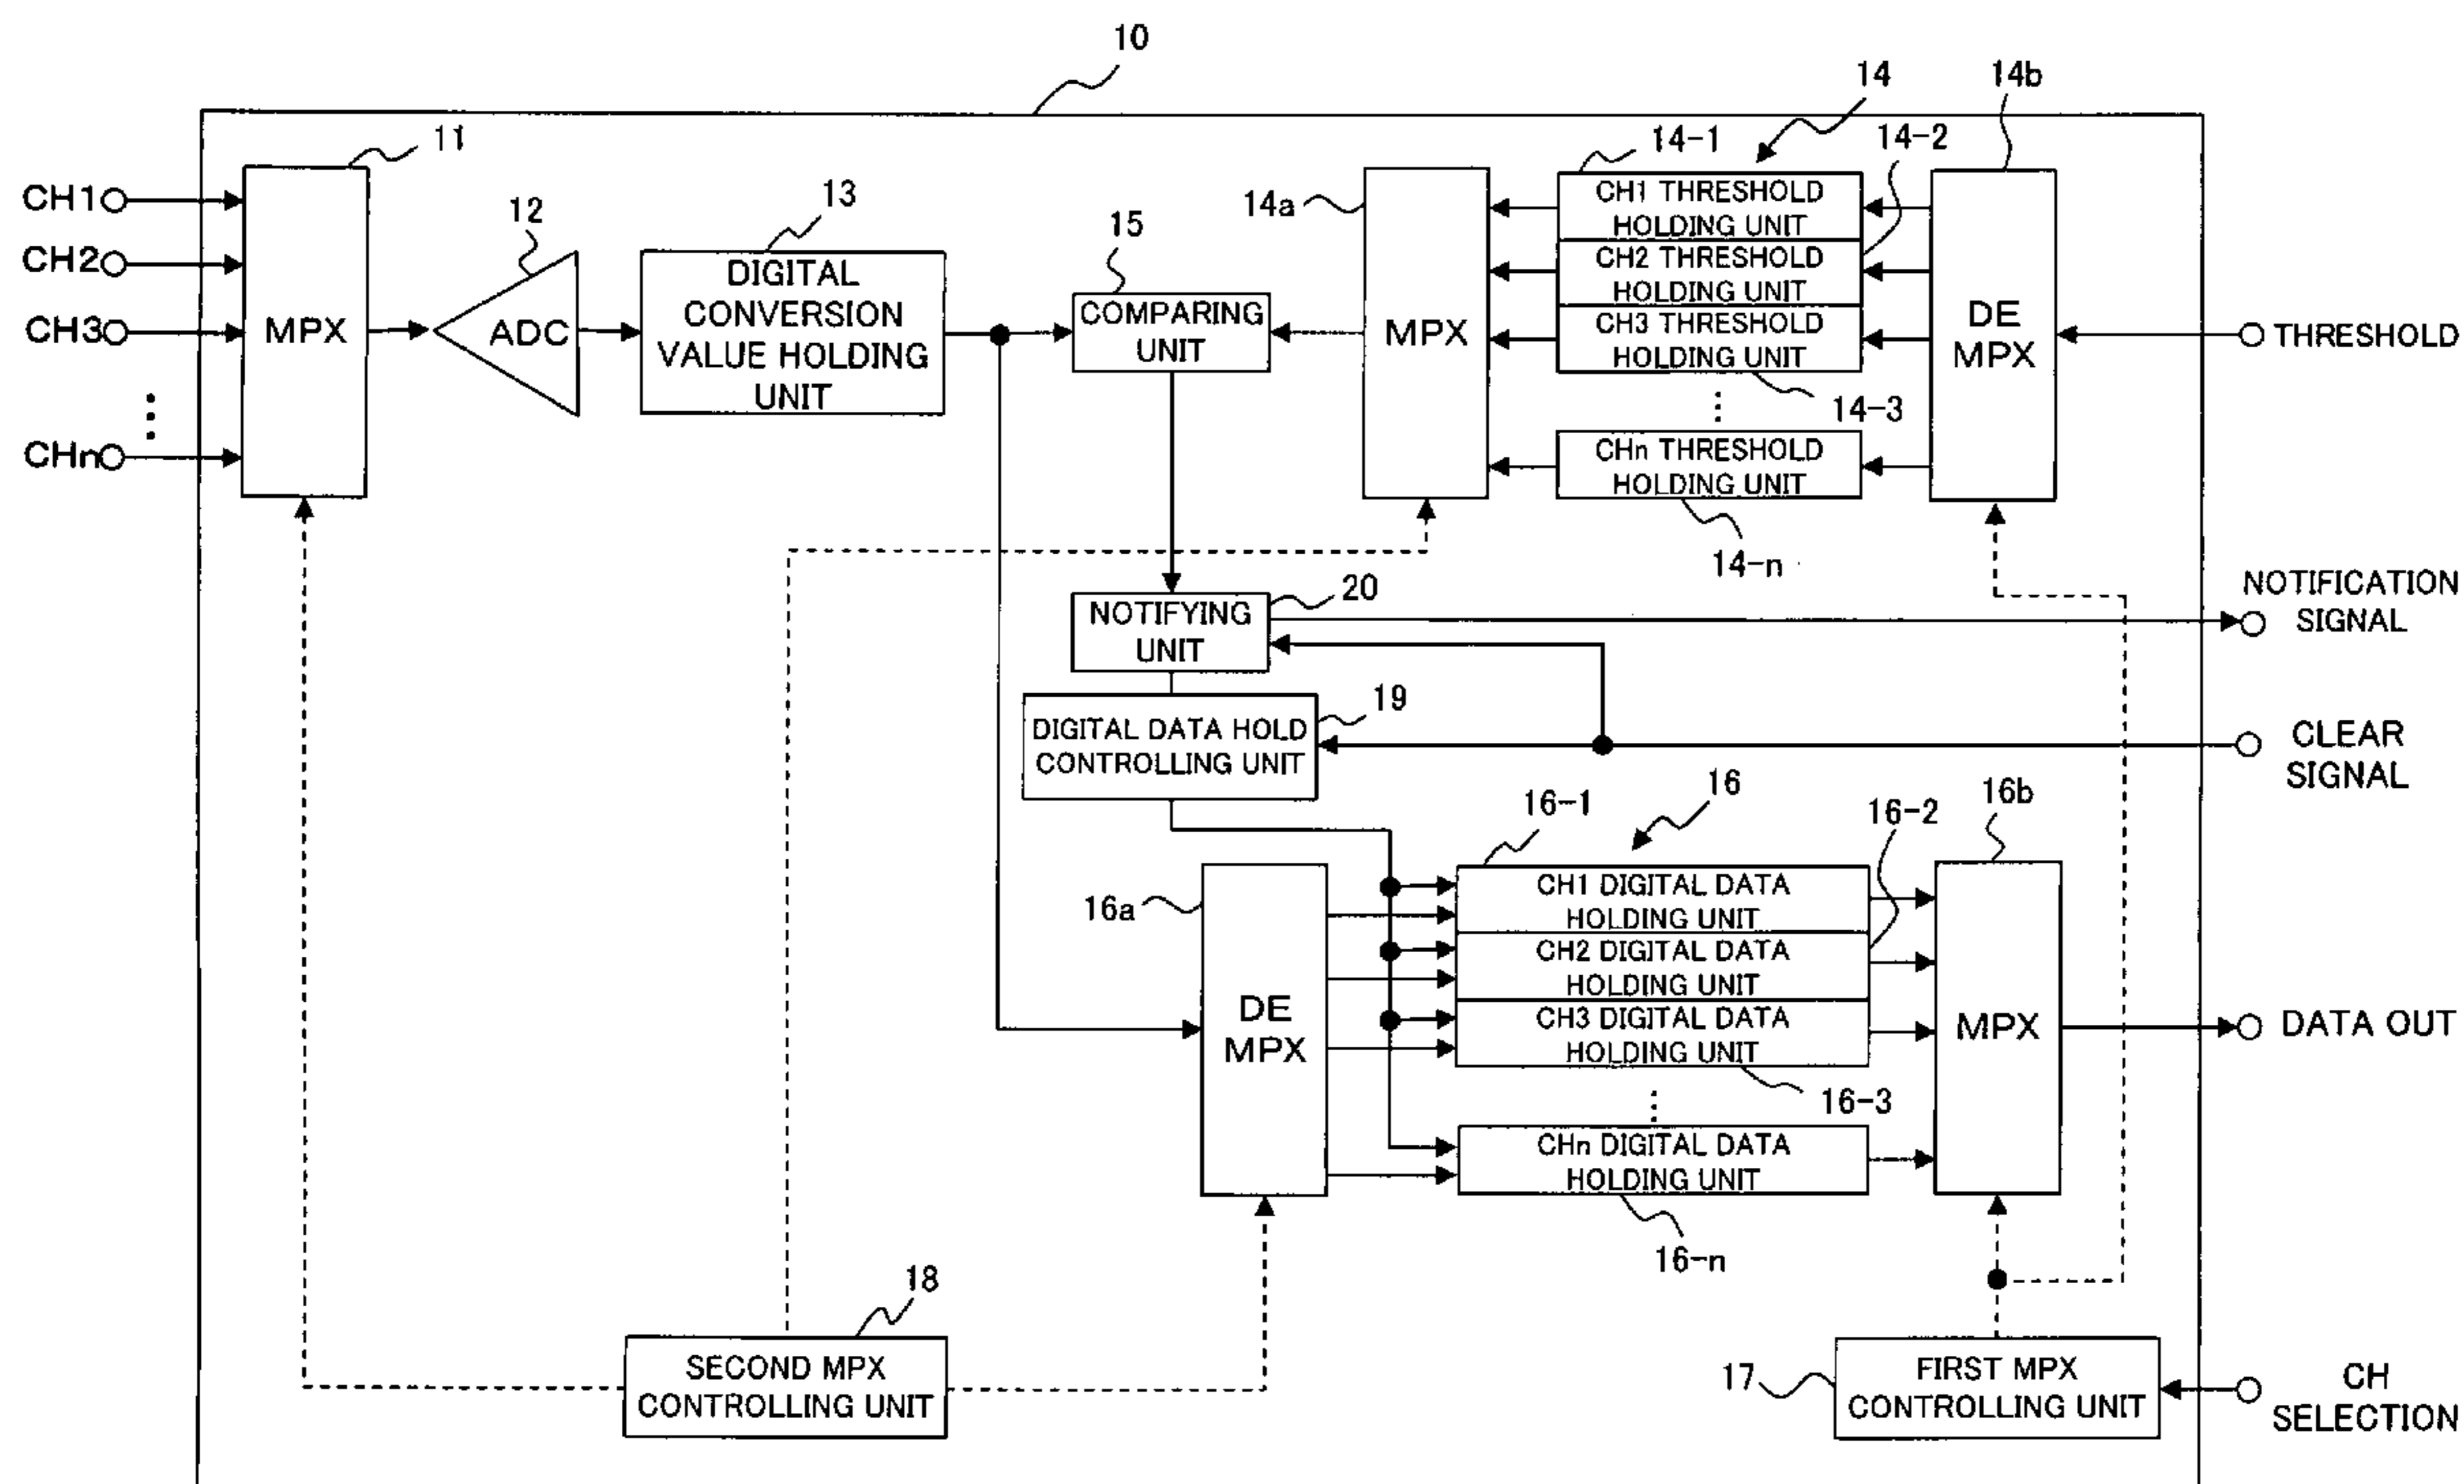 10
11
12
13
14
14b
14-1
14-2
14a
15
CH1
CH2
CH3
CHn
MPX
ADC
DIGITAL
CONVERSION
VALUE HOLDING
UNIT
COMPARING
UNIT
MPX
CH1 THRESHOLD
HOLDING UNIT
CH2 THRESHOLD
HOLDING UNIT
CH3 THRESHOLD
HOLDING UNIT
14-3
CHn THRESHOLD
HOLDING UNIT
14-n
DE
MPX
THRESHOLD
NOTIFYING
UNIT
20
NOTIFICATION
SIGNAL
DIGITAL DATA HOLD
CONTROLLING UNIT
19
CLEAR
SIGNAL
16-1
16
16-2
16b
16a
DE
MPX
CH1 DIGITAL DATA
HOLDING UNIT
CH2 DIGITAL DATA
HOLDING UNIT
CH3 DIGITAL DATA
HOLDING UNIT
16-3
CHn DIGITAL DATA
HOLDING UNIT
16-n
MPX
DATA OUT
18
SECOND MPX
CONTROLLING UNIT
17
FIRST MPX
CONTROLLING UNIT
CH
SELECTION